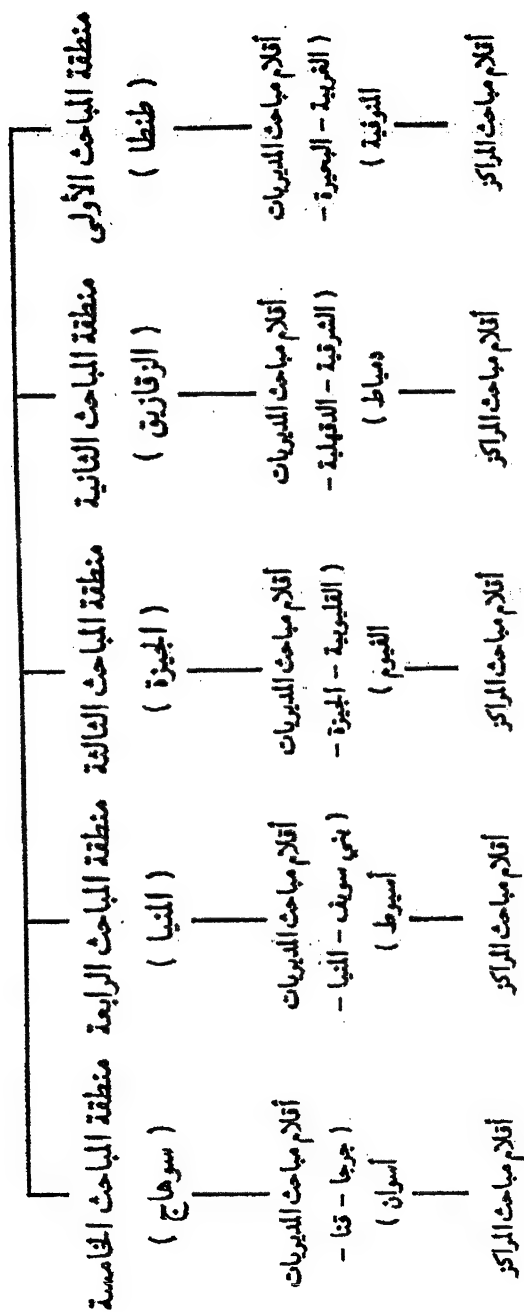 منطقة المباحث الأولى
( طنطا )
أقلام مباحث المديريات
( الغربية - البحيرة -
المنوفية )
أقلام مباحث المراكز
منطقة المباحث الثانية
( الزقازيق )
أقلام مباحث المديريات
( الشرقية - الدقهلية -
دمياط )
أقلام مباحث المراكز
منطقة المباحث الثالثة
( الجيزة )
أقلام مباحث المديريات
( القليوبية - الجيزة -
الفيوم )
أقلام مباحث المراكز
منطقة المباحث الرابعة
( المنيا )
أقلام مباحث المديريات
( بني سويف - المنيا -
أسيوط )
أقلام مباحث المراكز
منطقة المباحث الخامسة
( سوهاج )
أقلام مباحث المديريات
( جرجا - قنا -
أسوان )
أقلام مباحث المراكز